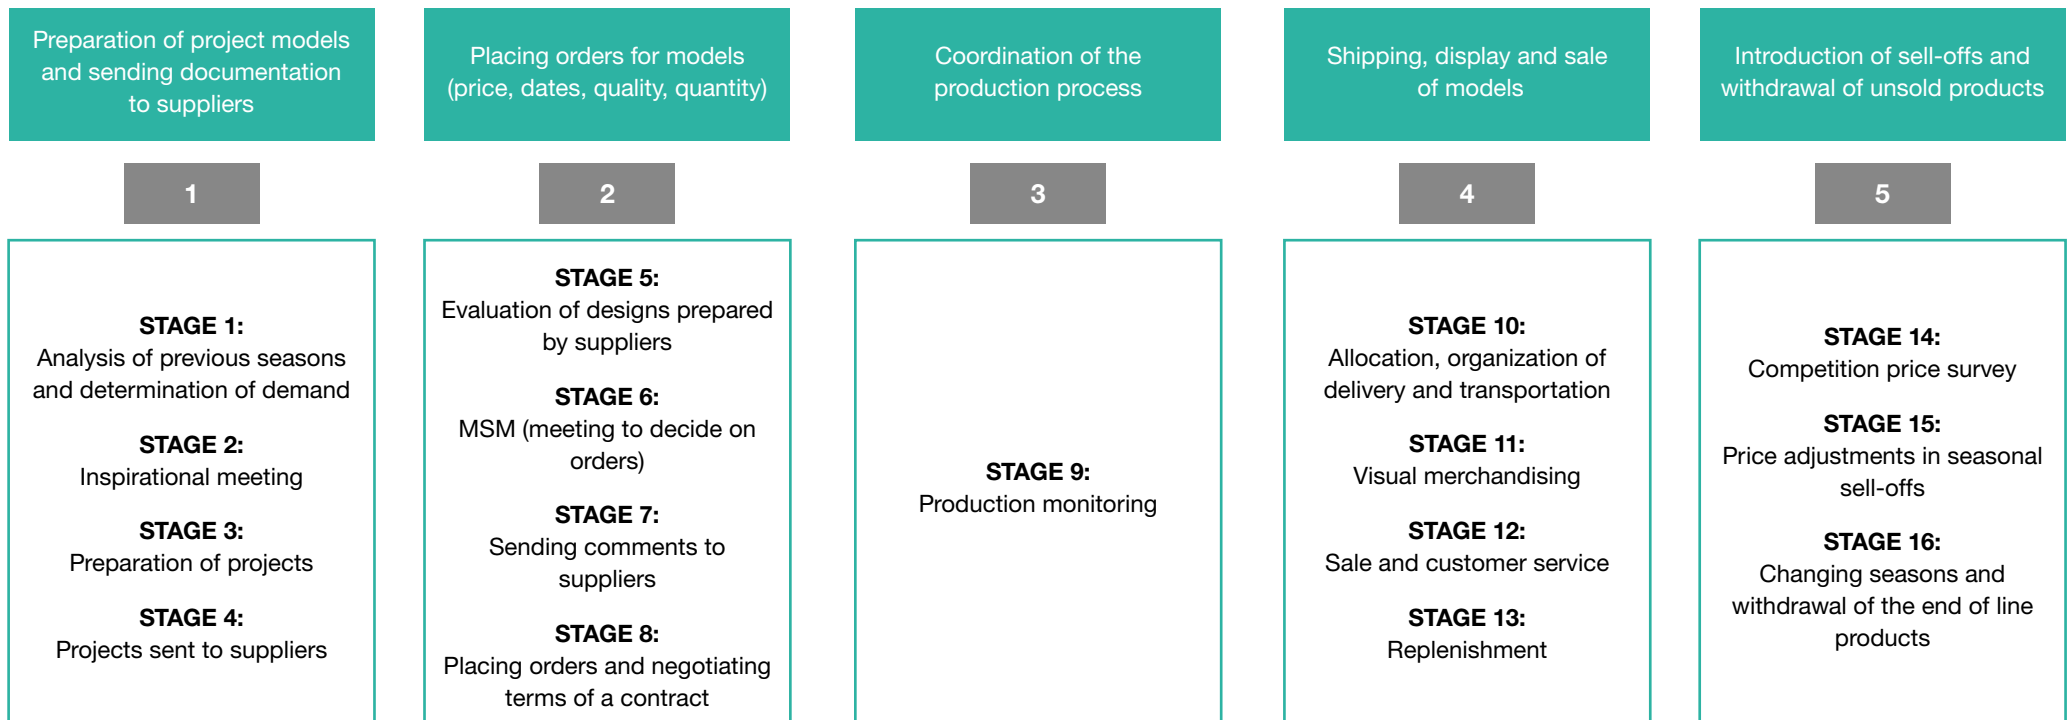 Preparation of project models
and sending documentation
to suppliers
1
STAGE 1:
Analysis of previous seasons
and determination of demand
STAGE 2:
Inspirational meeting
STAGE 3:
Preparation of projects
STAGE 4:
Projects sent to suppliers
Placing orders for models
(price, dates, quality, quantity)
2
STAGE 5:
Evaluation of designs prepared
by suppliers
STAGE 6:
MSM (meeting to decide on
orders)
STAGE 7:
Sending comments to
suppliers
STAGE 8:
Placing orders and negotiating
terms of a contract
Coordination of the
production process
3
STAGE 9:
Production monitoring
Shipping, display and sale
of models
4
STAGE 10:
Allocation, organization of
delivery and transportation
STAGE 11:
Visual merchandising
STAGE 12:
Sale and customer service
STAGE 13:
Replenishment
Introduction of sell-offs and
withdrawal of unsold products
5
STAGE 14:
Competition price survey
STAGE 15:
Price adjustments in seasonal
sell-offs
STAGE 16:
Changing seasons and
withdrawal of the end of line
products